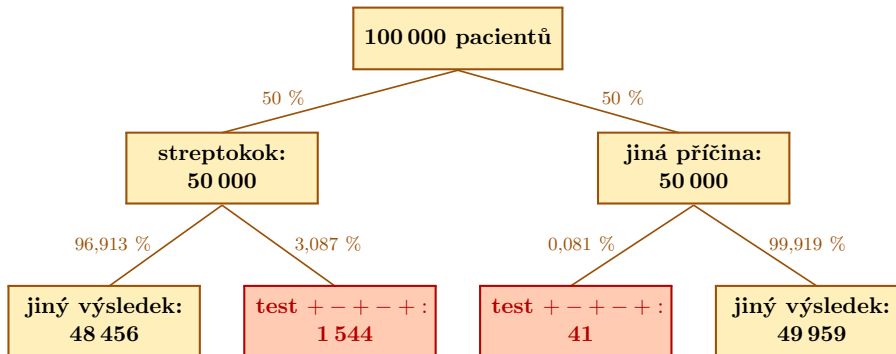 100 000 pacientů
50 %
50 %
streptokok:
50 000
jiná příčina:
50 000
96,913 %
3,087 %
0,081 %
99,919 %
jiný výsledek:
48 456
test + − + − + :
1 544
test + − + − + :
41
jiný výsledek:
49 959